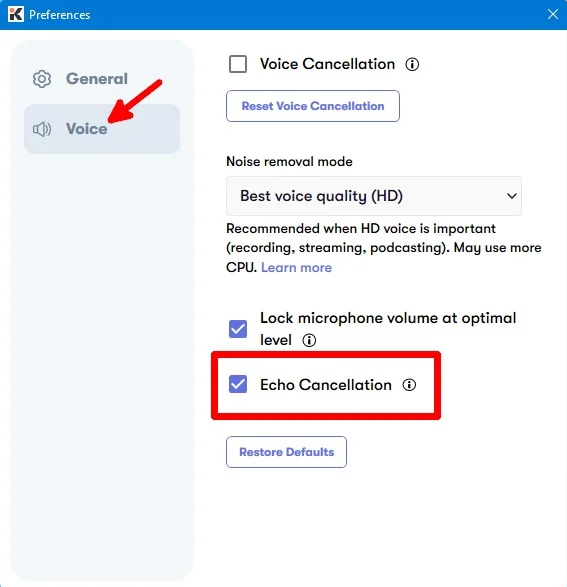 Preferences
General
Voice
Voice Cancellation
Reset Voice Cancellation
Noise removal mode
Best voice quality (HD)
Recommended when HD voice is important
(recording, streaming, podcasting). May use more
CPU. Learn more
Lock microphone volume at optimal
level
Echo Cancellation
Restore Defaults